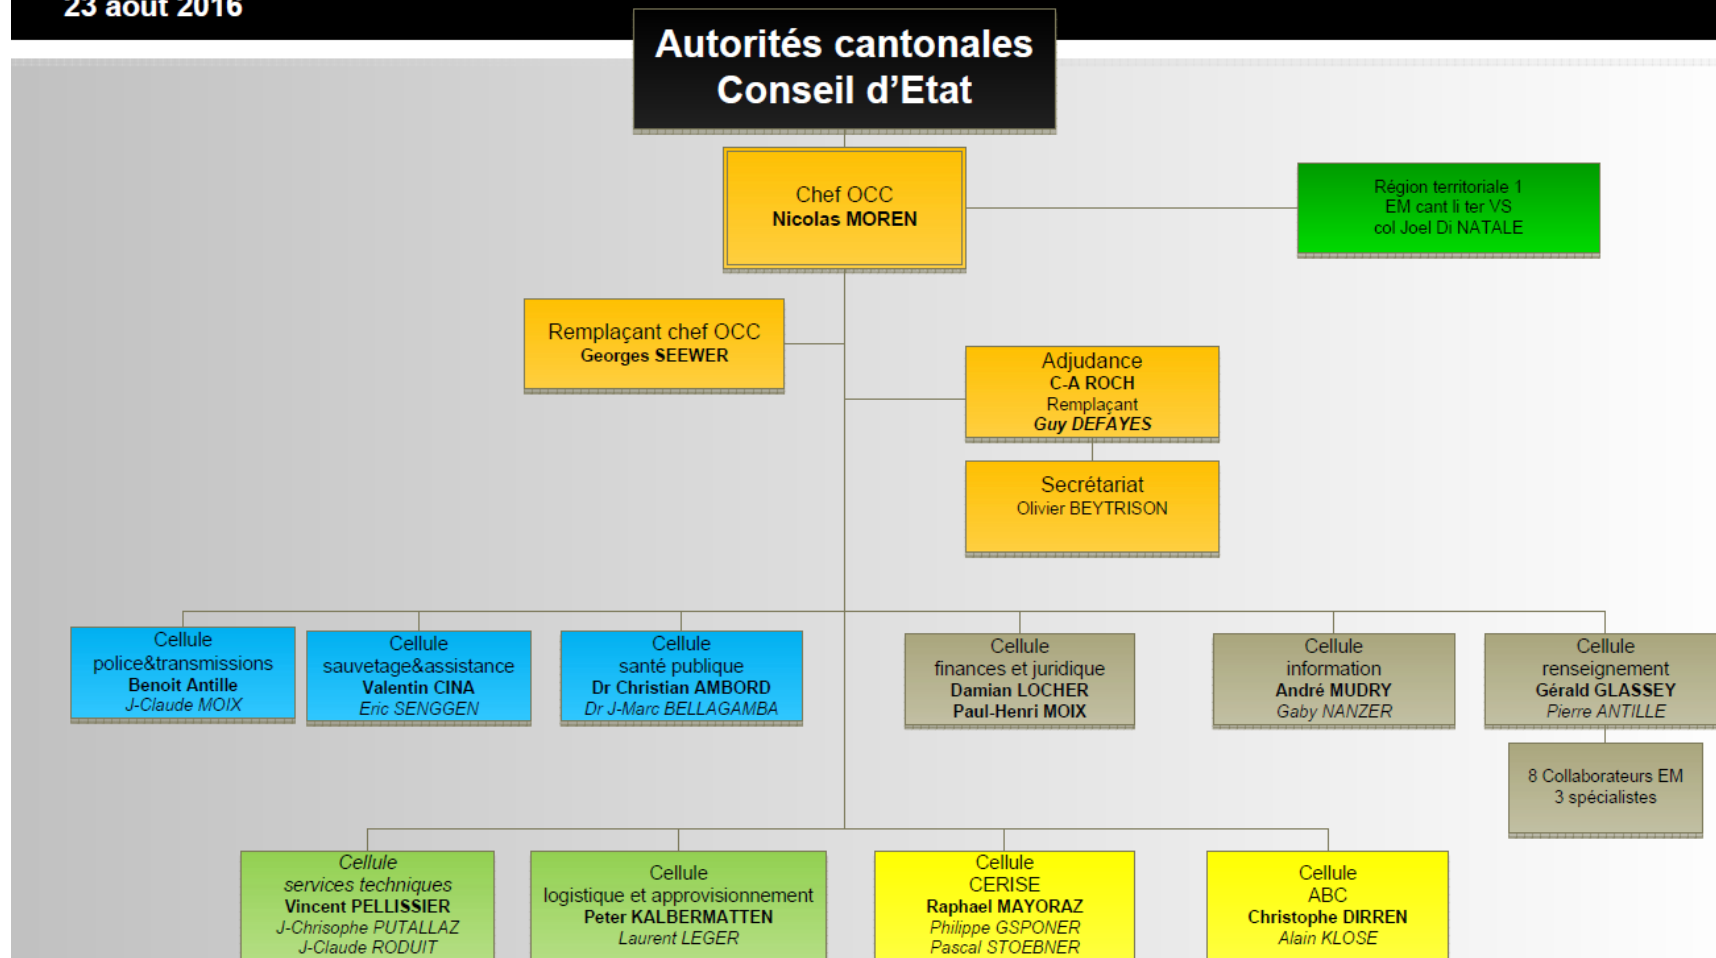 23 août 2016
Autorités cantonales
Conseil d'Etat
Chef OCC
Nicolas MOREN
Région territoriale 1
EM cant li ter VS
col Joel Di NATALE
Remplaçant chef OCC
Georges SEEWER
Adjudance
C-A ROCH
Remplaçant
Guy DEFAYES
Secrétariat
Olivier BEYTRISON
Cellule
police&transmissions
Benoit Antille
J-Claude MOIX
Cellule
sauvetage&assistance
Valentin CINA
Eric SENGGEN
Cellule
santé publique
Dr Christian AMBORD
Dr J-Marc BELLAGAMBA
Cellule
finances et juridique
Damian LOCHER
Paul-Henri MOIX
Cellule
information
André MUDRY
Gaby NANZER
Cellule
renseignement
Gérald GLASSEY
Pierre ANTILLE
8 Collaborateurs EM
3 spécialistes
Cellule
services techniques
Vincent PELLISSIER
J-Chrisophe PUTALLAZ
J-Claude RODUIT
Cellule
logistique et approvisionnement
Peter KALBERMATTEN
Laurent LEGER
Cellule
CERISE
Raphael MAYORAZ
Philippe GSPONER
Pascal STOEBNER
Cellule
ABC
Christophe DIRREN
Alain KLOSE